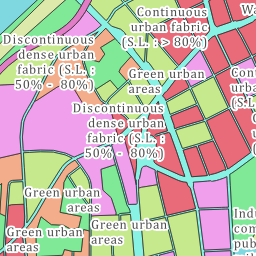 Continuous
urban fabric
(S.L. : > 80%)
Discontinuous
dense urban
fabric (S.L. :
50% - 80%)
Green urban
areas
Discontinuous
dense urban
fabric (S.L. :
50% - 80%)
Green urban
areas
Green urban
areas
Green urban
areas